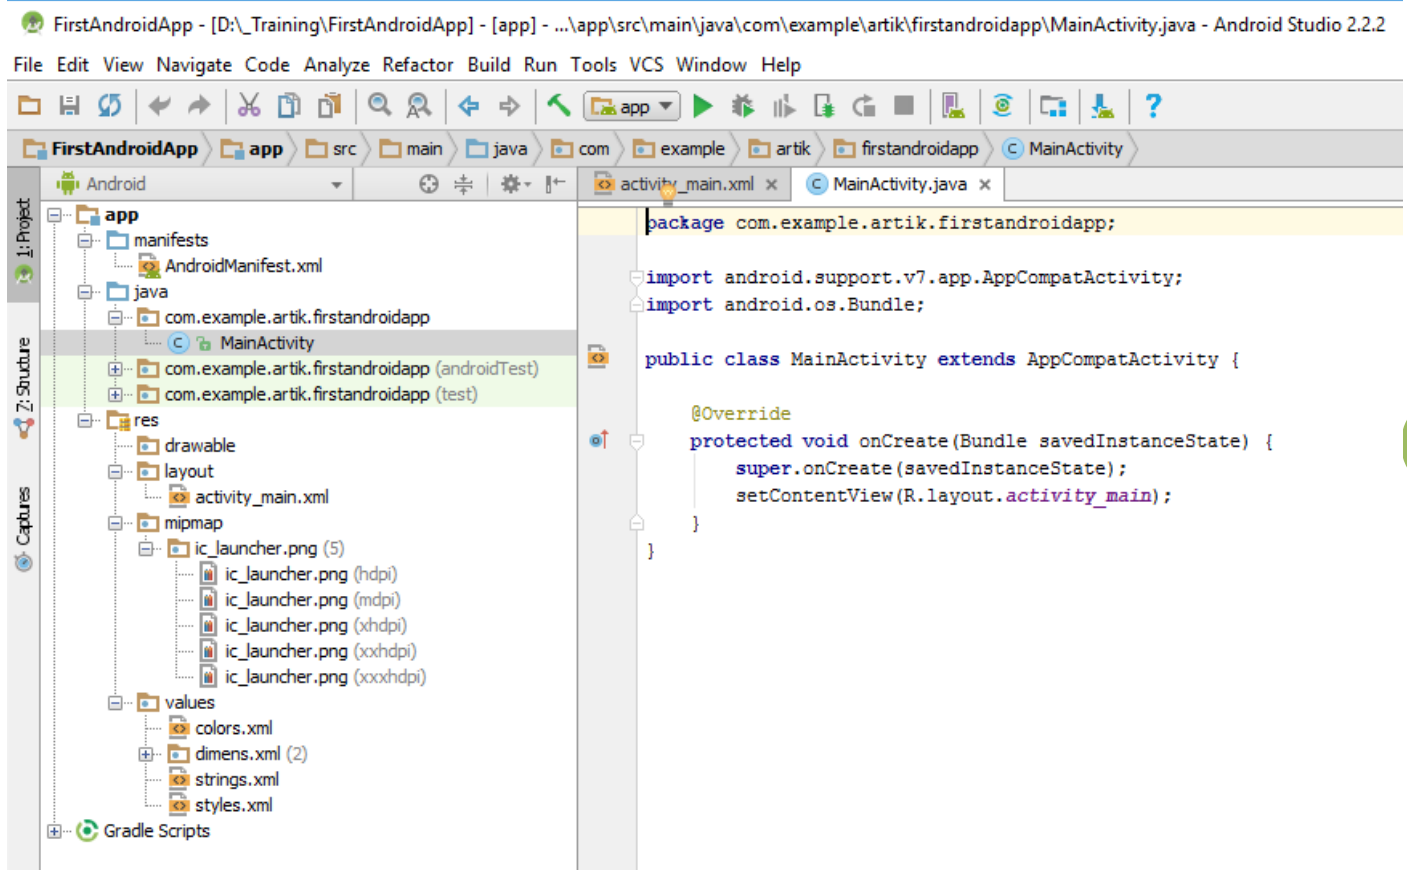 FirstAndroidApp - [D:\_Training\FirstAndroidApp] - [app] - ...\app\src\main\java\com\example\artik\firstandroidapp\MainActivity.java - Android Studio 2.2.2
File Edit View Navigate Code Analyze Refactor Build Run Tools VCS Window Help
app
FirstAndroidApp app src main java com example artik firstandroidapp MainActivity
Android
activity_main.xml MainActivity.java
1: Project
7: Structure
Captures
app
manifests
AndroidManifest.xml
java
com.example.artik.firstandroidapp
MainActivity
com.example.artik.firstandroidapp (androidTest)
com.example.artik.firstandroidapp (test)
res
drawable
layout
activity_main.xml
mipmap
ic_launcher.png (5)
ic_launcher.png (hdpi)
ic_launcher.png (mdpi)
ic_launcher.png (xhdpi)
ic_launcher.png (xxhdpi)
ic_launcher.png (xxxhdpi)
values
colors.xml
dimens.xml (2)
strings.xml
styles.xml
Gradle Scripts
package com.example.artik.firstandroidapp;
import android.support.v7.app.AppCompatActivity;
import android.os.Bundle;
public class MainActivity extends AppCompatActivity {
@Override
protected void onCreate(Bundle savedInstanceState) {
super.onCreate(savedInstanceState);
setContentView(R.layout.activity_main);
}
}